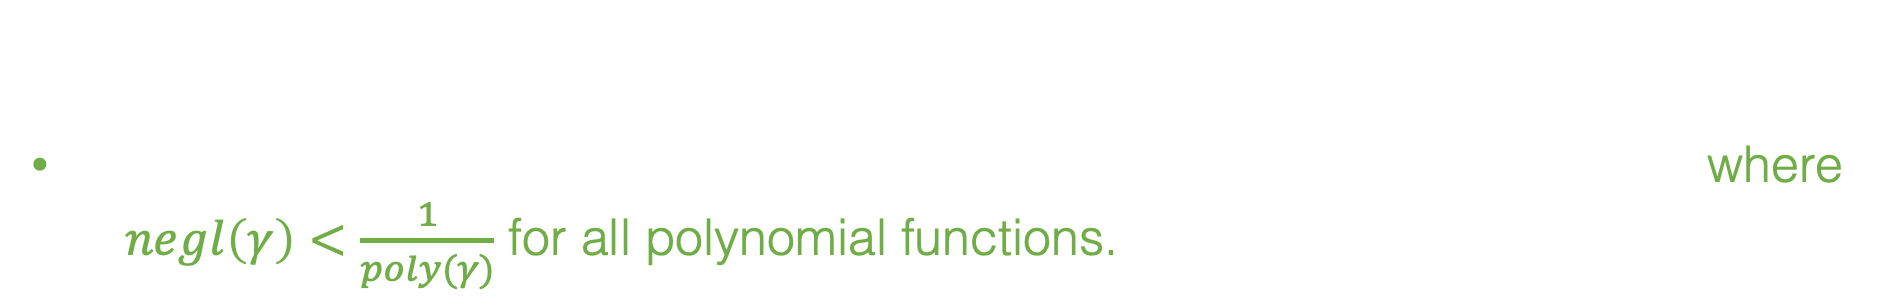 • where
negl(γ) < 1/poly(γ) for all polynomial functions.